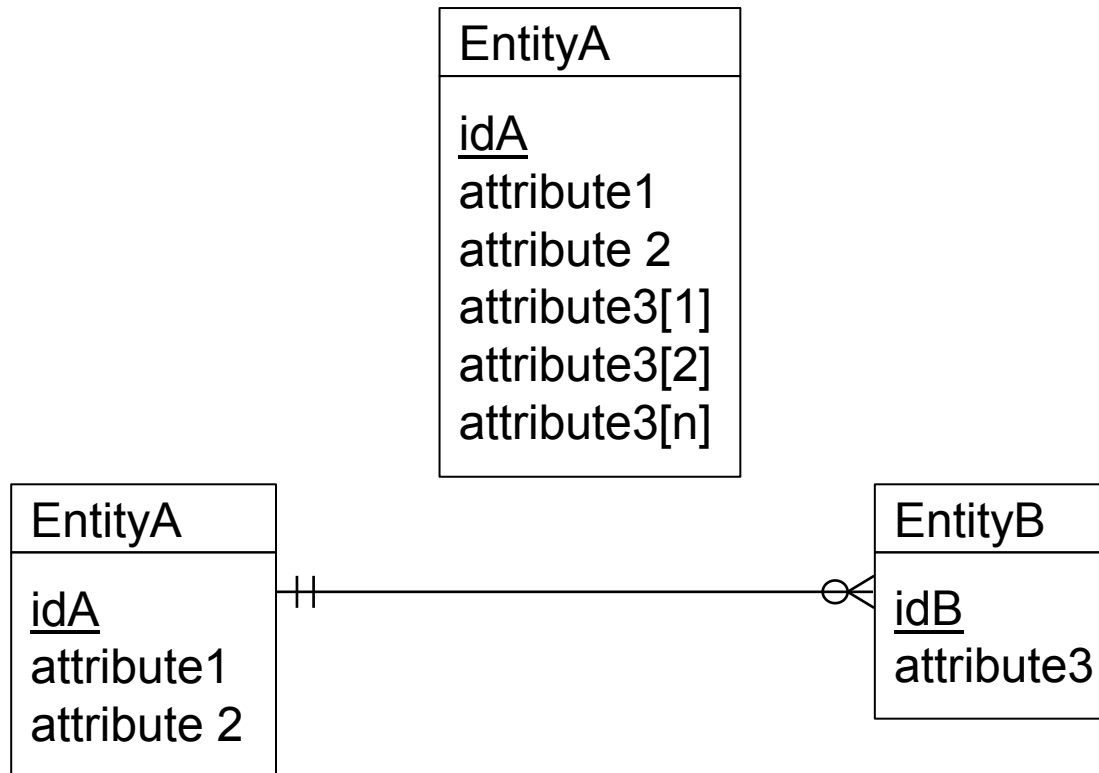 EntityA
idA
attribute1
attribute 2
attribute3[1]
attribute3[2]
attribute3[n]
EntityA
idA
attribute1
attribute 2
EntityB
idB
attribute3